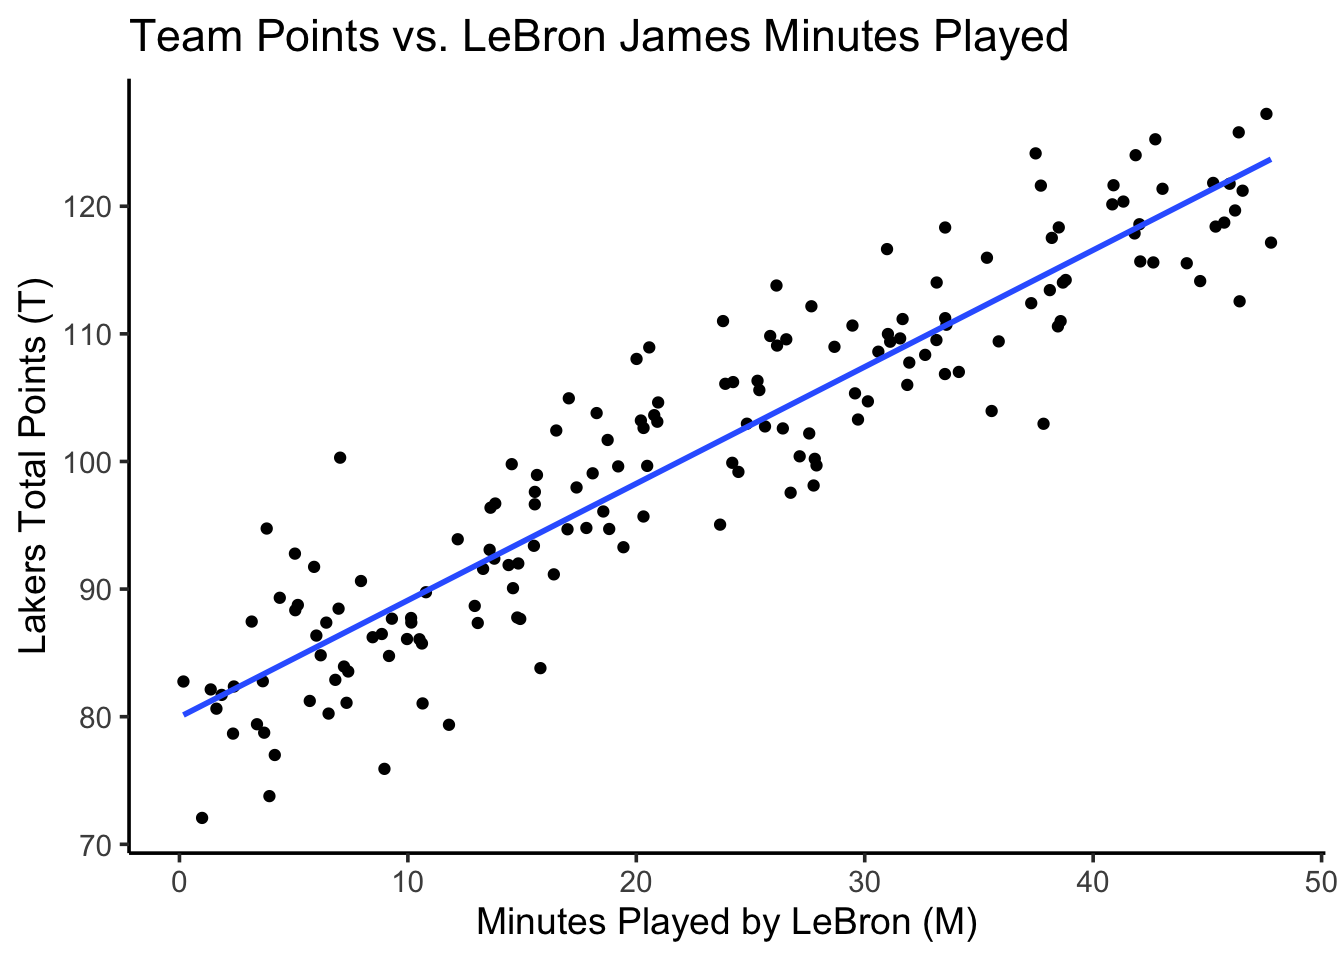 Team Points vs. LeBron James Minutes Played
Lakers Total Points (T)
120
110
100
90
80
70
0 10 20 30 40 50
Minutes Played by LeBron (M)